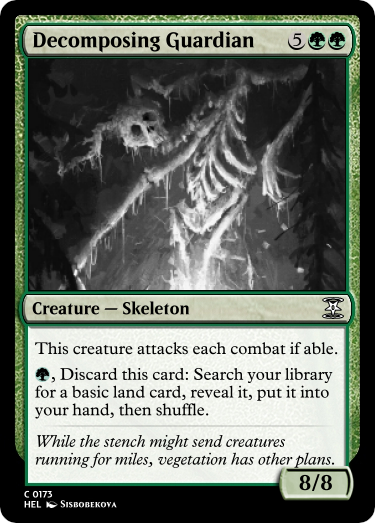 Decomposing Guardian 5
Creature — Skeleton
This creature attacks each combat if able.
, Discard this card: Search your library
for a basic land card, reveal it, put it into
your hand, then shuffle.
While the stench might send creatures
running for miles, vegetation has other plans.
8/8
C 0173
HEL Sisbobekova